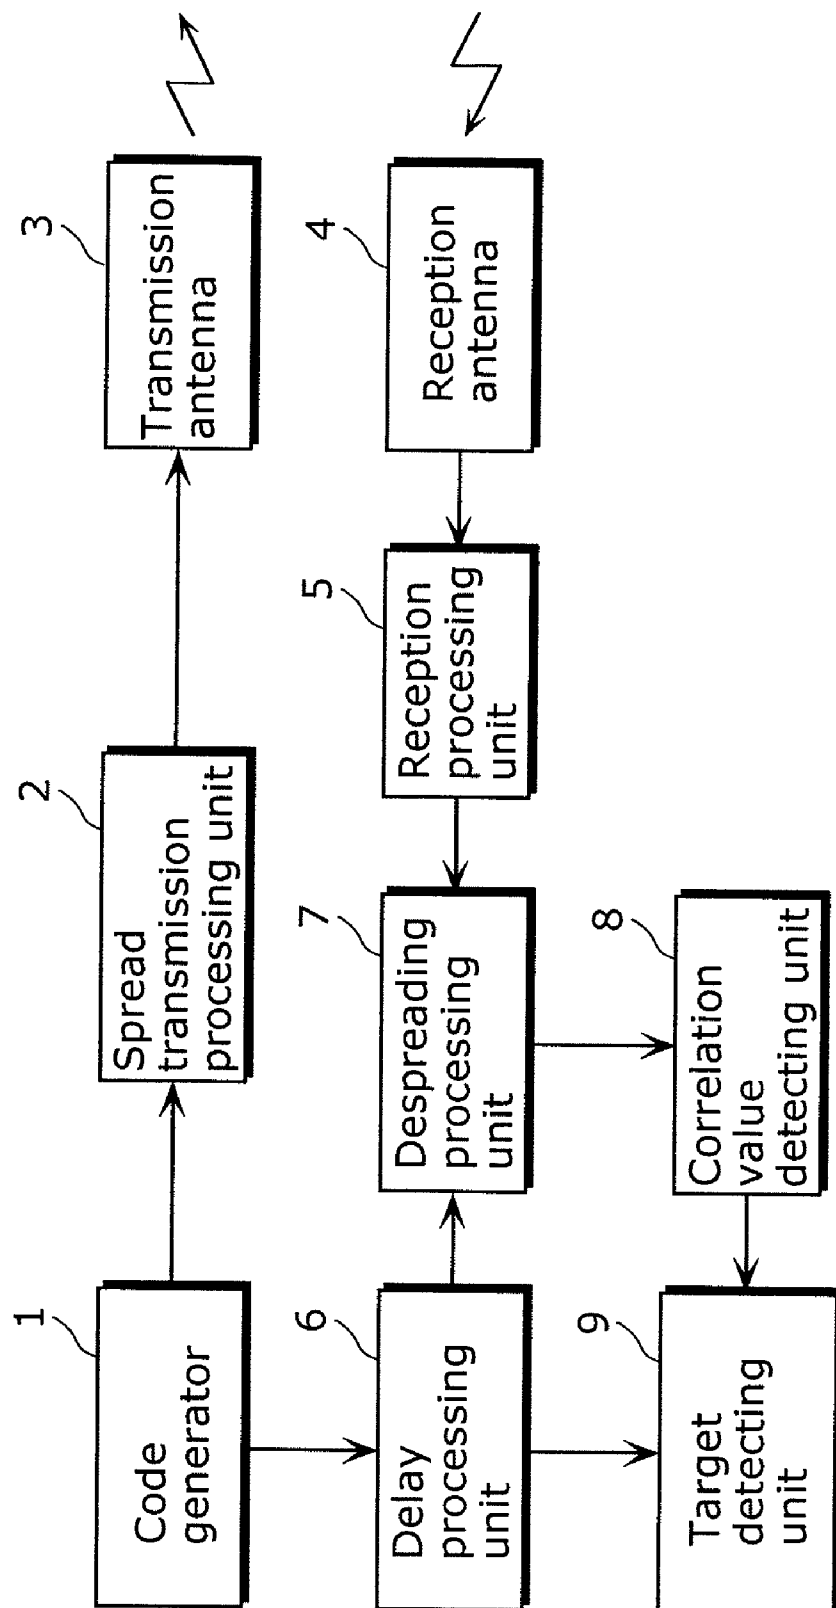 1
Code
generator
2
Spread
transmission
processing unit
3
Transmission
antenna
6
Delay
processing
unit
7
Despreading
processing
unit
5
Reception
processing
unit
4
Reception
antenna
9
Target
detecting
unit
8
Correlation
value
detecting unit